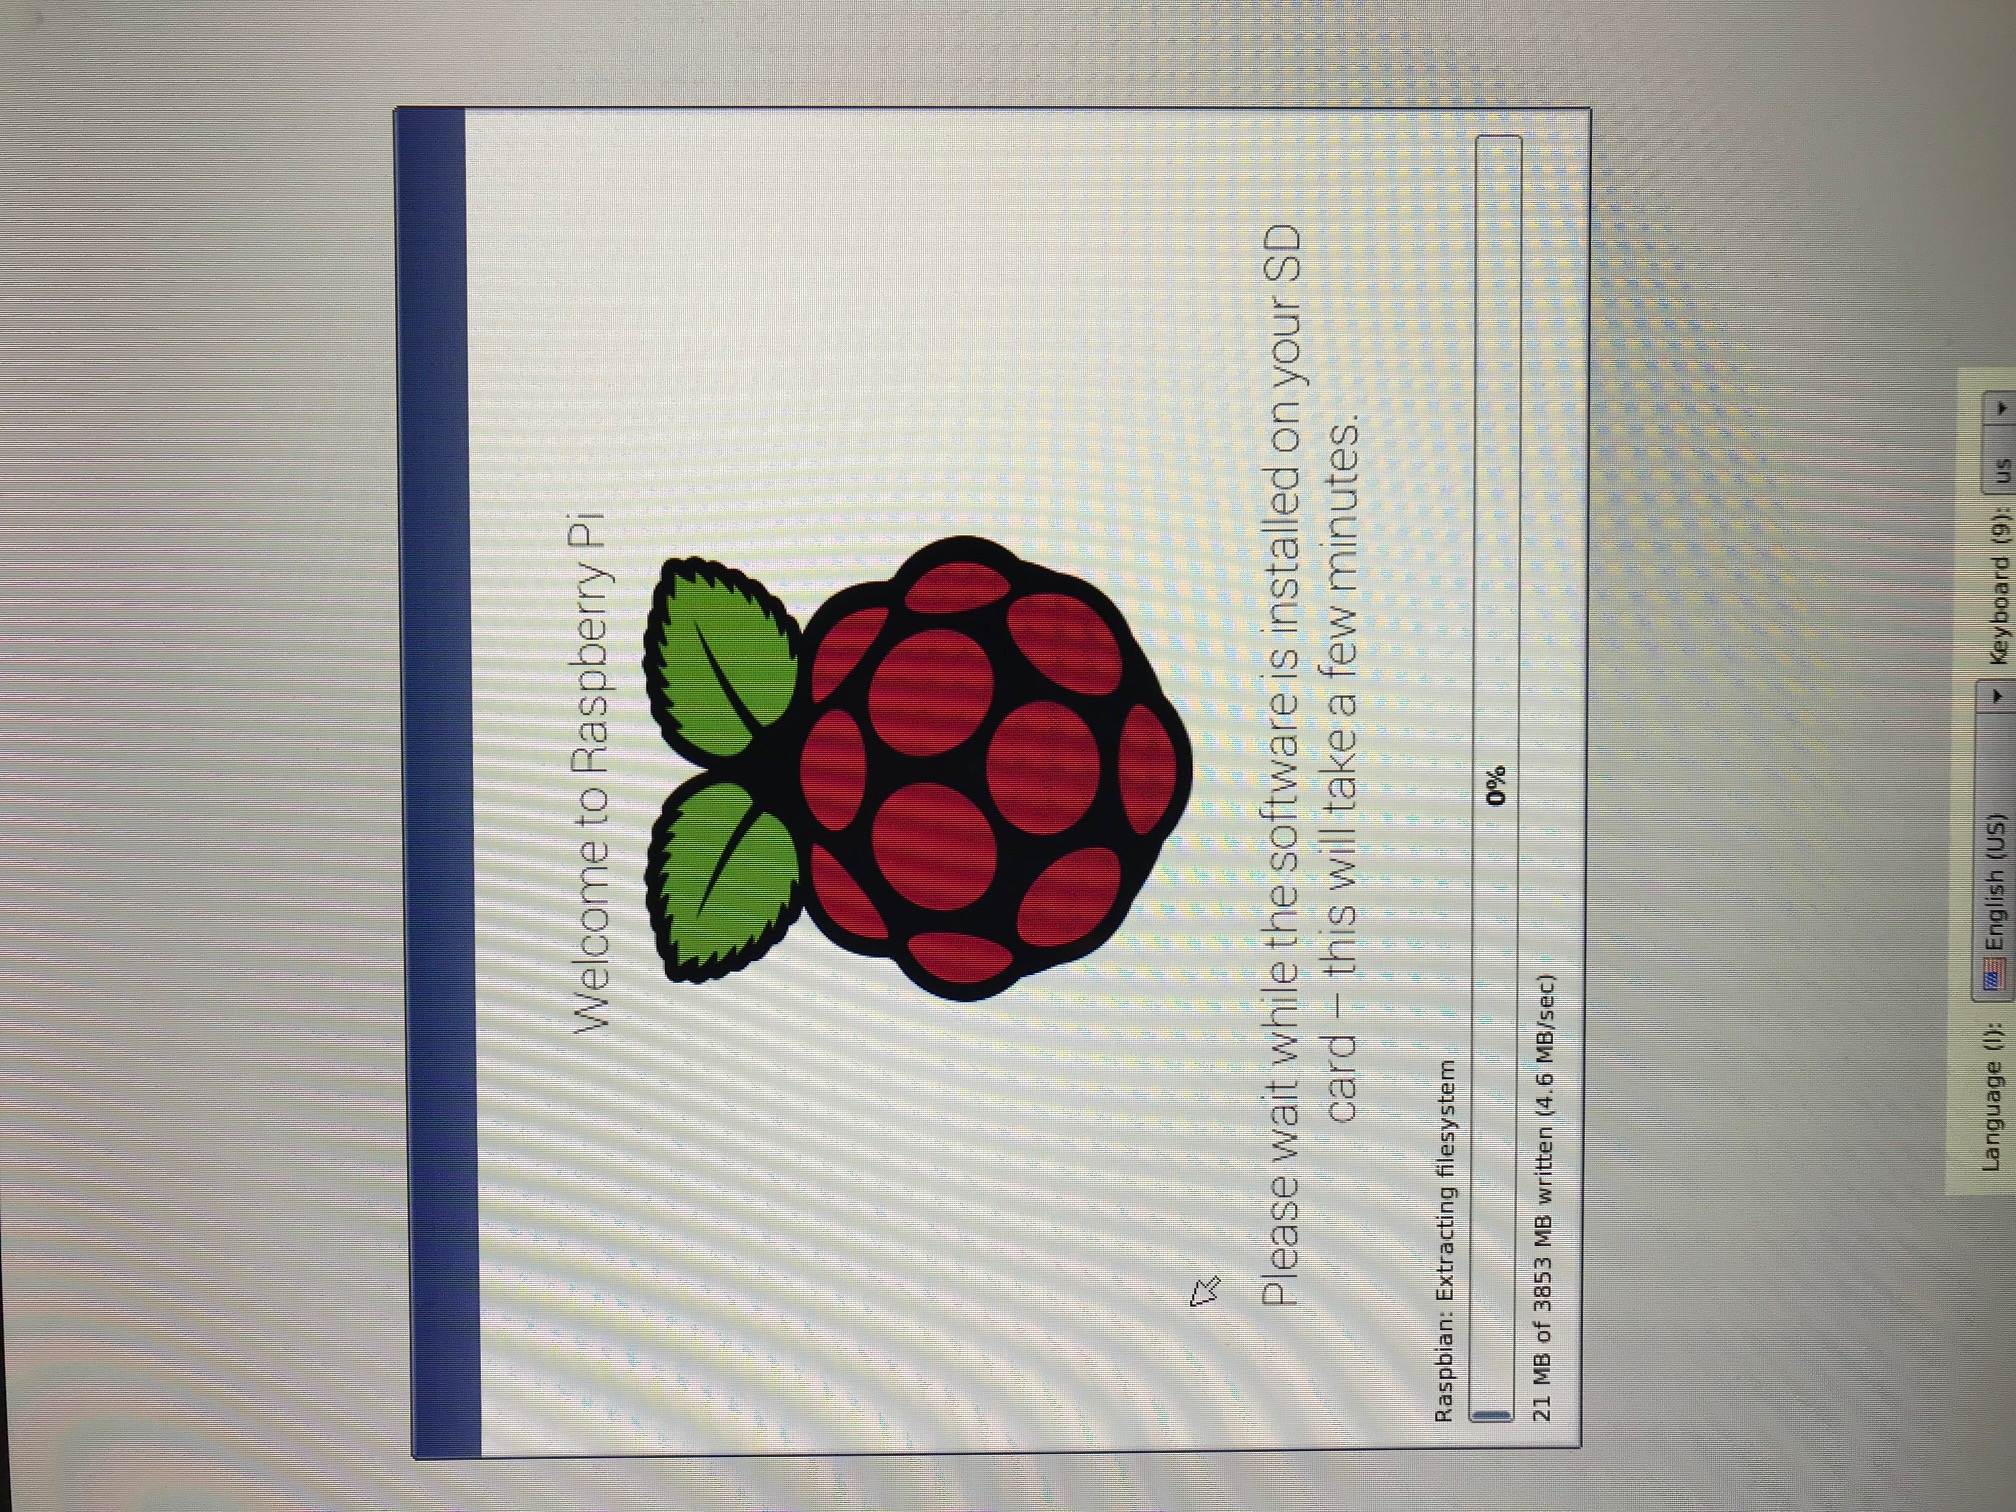 Welcome to Raspberry Pi
Please wait while the software is installed on your SD
card – this will take a few minutes.
Raspbian: Extracting filesystem
0%
21 MB of 3853 MB written (4.6 MB/sec)
Language (l): English (US) Keyboard (9): us